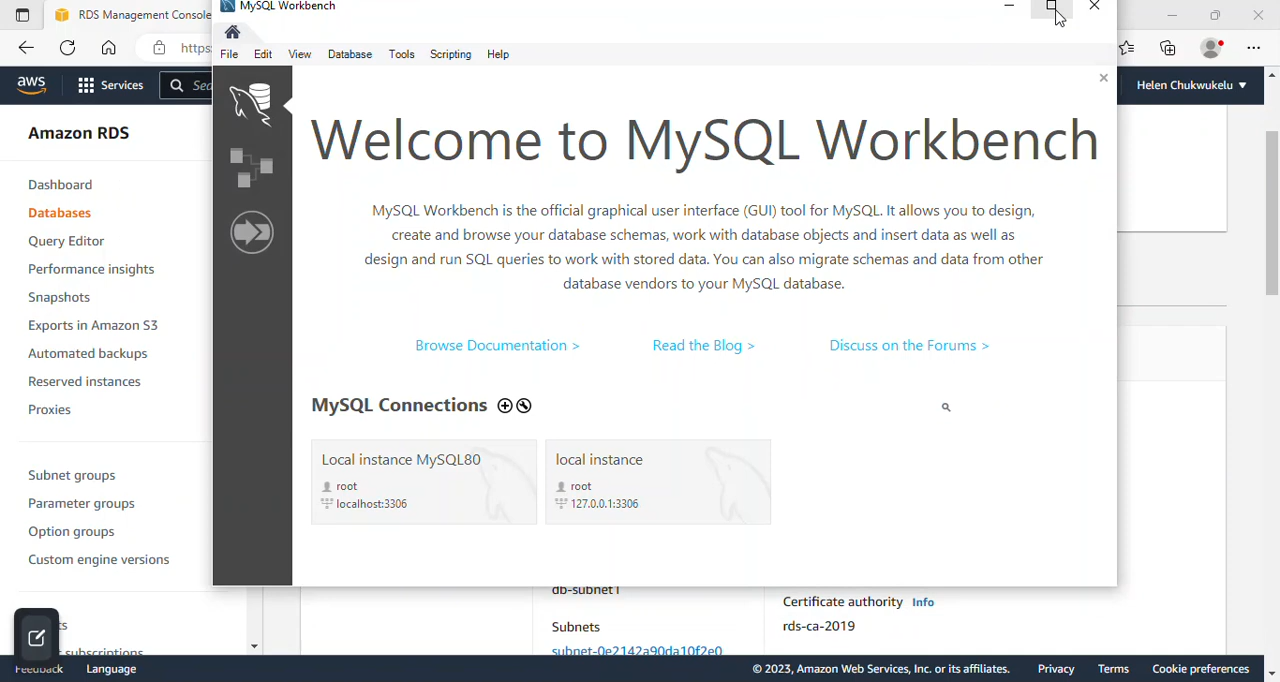 RDS Management Console
MySQL Workbench
https:
File Edit View Database Tools Scripting Help
aws
Services
Helen Chukwukelu
Amazon RDS
Dashboard
Databases
Query Editor
Performance insights
Snapshots
Exports in Amazon S3
Automated backups
Reserved instances
Proxies
Subnet groups
Parameter groups
Option groups
Custom engine versions
Welcome to MySQL Workbench
MySQL Workbench is the official graphical user interface (GUI) tool for MySQL. It allows you to design,
create and browse your database schemas, work with database objects and insert data as well as
design and run SQL queries to work with stored data. You can also migrate schemas and data from other
database vendors to your MySQL database.
Browse Documentation >
Read the Blog >
Discuss on the Forums >
MySQL Connections
Local instance MySQL80
root
localhost:3306
local instance
root
127.0.0.1:3306
Subnets
subnet-0e2142a90da10f2e0
Certificate authority Info
rds-ca-2019
Feedback Language
© 2023, Amazon Web Services, Inc. or its affiliates. Privacy Terms Cookie preferences